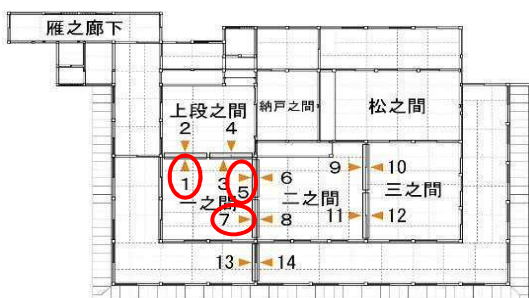 雁之廊下
上段之間
納戸之間
松之間
2 4
1 3 5 6 9 10
一之間
二之間
三之間
7 8 11 12
13 14